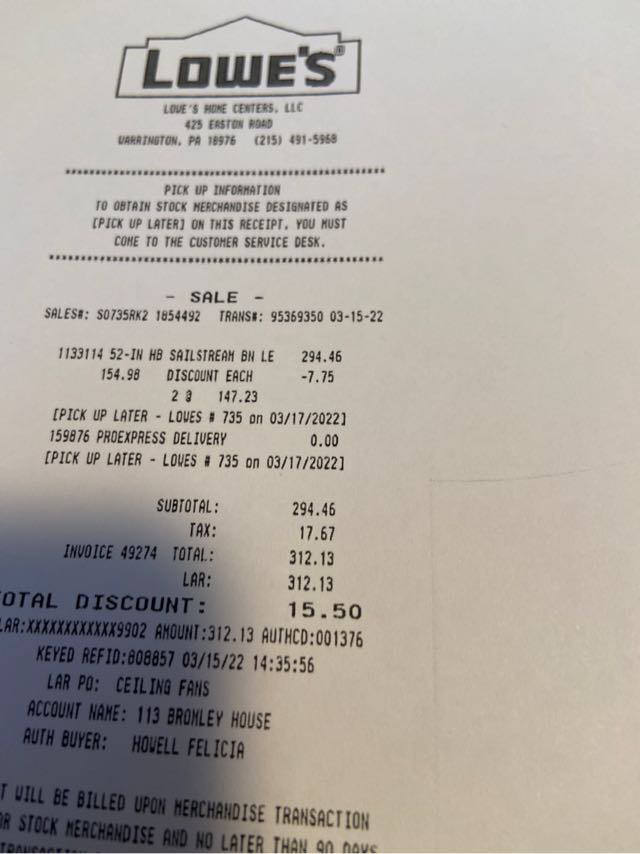 LOWE'S®
LOWE'S HOME CENTERS, LLC
425 EASTON ROAD
WARRINGTON, PA 18976 (215) 491-5968
PICK UP INFORMATION
TO OBTAIN STOCK MERCHANDISE DESIGNATED AS
[PICK UP LATER] ON THIS RECEIPT, YOU MUST
COME TO THE CUSTOMER SERVICE DESK.
- SALE -
SALES#: S0735RK2 1854492 TRANS#: 95369350 03-15-22
1133114 52-IN HB SAILSTREAM BN LE 294.46
154.98 DISCOUNT EACH -7.75
2 @ 147.23
[PICK UP LATER - LOWES # 735 on 03/17/2022]
159876 PROEXPRESS DELIVERY 0.00
[PICK UP LATER - LOWES # 735 on 03/17/2022]
SUBTOTAL: 294.46
TAX: 17.67
INVOICE 49274 TOTAL: 312.13
LAR: 312.13
OTAL DISCOUNT: 15.50
LAR:XXXXXXXXXXXX9902 AMOUNT:312.13 AUTHCD:001376
KEYED REFID:808857 03/15/22 14:35:56
LAR PO: CEILING FANS
ACCOUNT NAME: 113 BROMLEY HOUSE
AUTH BUYER: HOWELL FELICIA
T WILL BE BILLED UPON MERCHANDISE TRANSACTION
OR STOCK MERCHANDISE AND NO LATER THAN 90 DAYS